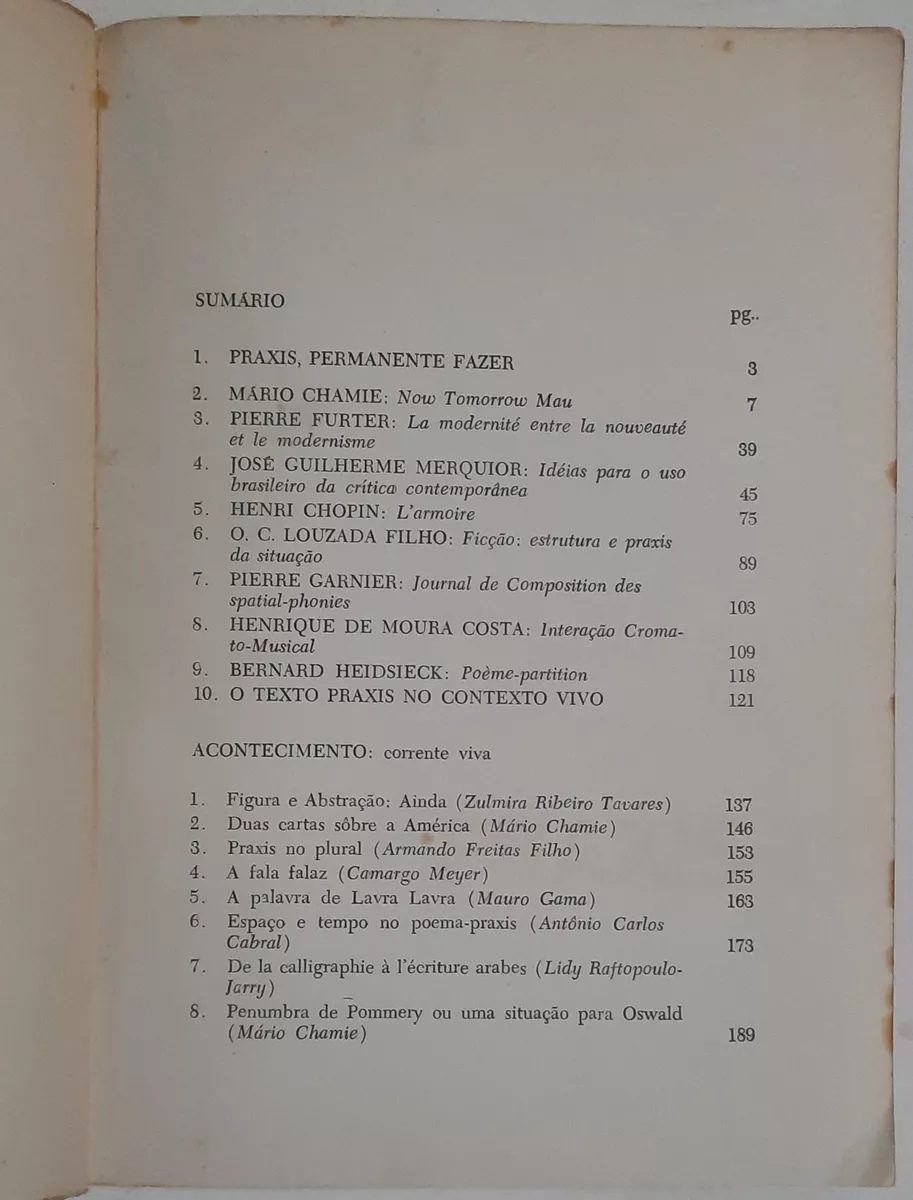 SUMÁRIO
pg..
1. PRAXIS, PERMANENTE FAZER 3
2. MÁRIO CHAMIE: Now Tomorrow Mau 7
3. PIERRE FURTER: La modernité entre la nouveauté
et le modernisme 39
4. JOSÉ GUILHERME MERQUIOR: Idéias para o uso
brasileiro da crítica contemporânea 45
5. HENRI CHOPIN: L'armoire 75
6. O. C. LOUZADA FILHO: Ficção: estrutura e praxis
da situação 89
7. PIERRE GARNIER: Journal de Composition des
spatial-phonies 103
8. HENRIQUE DE MOURA COSTA: Interação Croma-
to-Musical 109
9. BERNARD HEIDSIECK: Poème-partition 118
10. O TEXTO PRAXIS NO CONTEXTO VIVO 121
ACONTECIMENTO: corrente viva
1. Figura e Abstração: Ainda (Zulmira Ribeiro Tavares) 137
2. Duas cartas sôbre a América (Mário Chamie) 146
3. Praxis no plural (Armando Freitas Filho) 153
4. A fala falaz (Camargo Meyer) 155
5. A palavra de Lavra Lavra (Mauro Gama) 163
6. Espaço e tempo no poema-praxis (Antônio Carlos
Cabral) 173
7. De la calligraphie à l'écriture arabes (Lidy Raftopoulo-
Jarry)
8. Penumbra de Pommery ou uma situação para Oswald
(Mário Chamie) 189